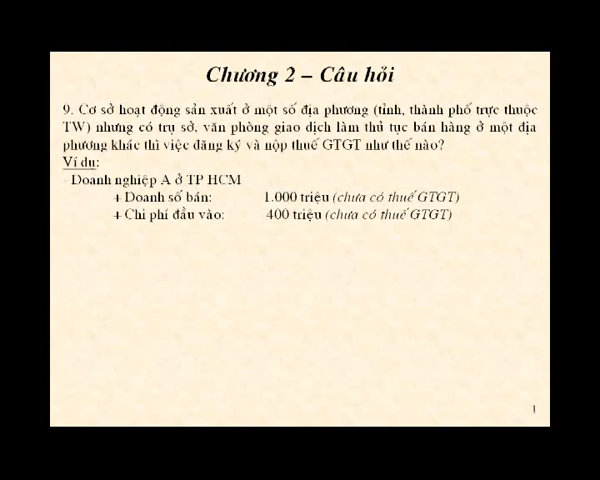 Chương 2 – Câu hỏi
9. Cơ sở hoạt động sản xuất ở một số địa phương (tỉnh, thành phố trực thuộc
TW) nhưng có trụ sở, văn phòng giao dịch làm thủ tục bán hàng ở một địa
phương khác thì việc đăng ký và nộp thuế GTGT như thế nào?
Ví dụ:
- Doanh nghiệp A ở TP HCM
+ Doanh số bán: 1.000 triệu (chưa có thuế GTGT)
+ Chi phí đầu vào: 400 triệu (chưa có thuế GTGT)
1